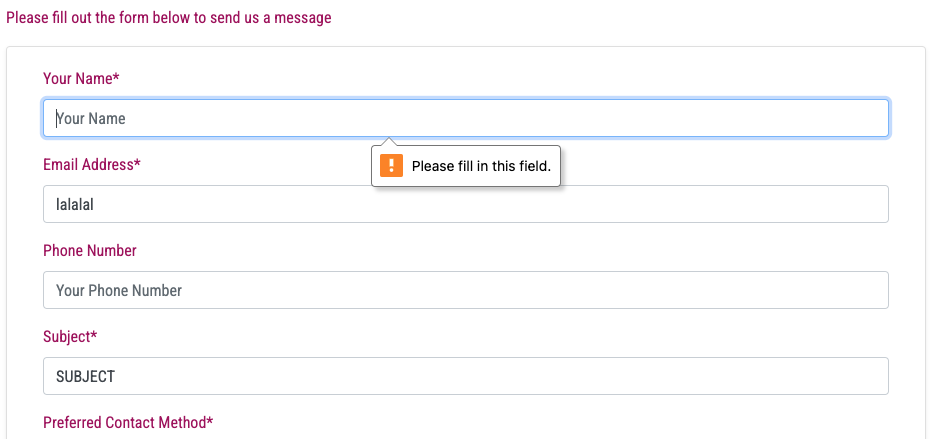 Please fill out the form below to send us a message
Your Name*
Your Name
Please fill in this field.
Email Address*
lalalal
Phone Number
Your Phone Number
Subject*
SUBJECT
Preferred Contact Method*